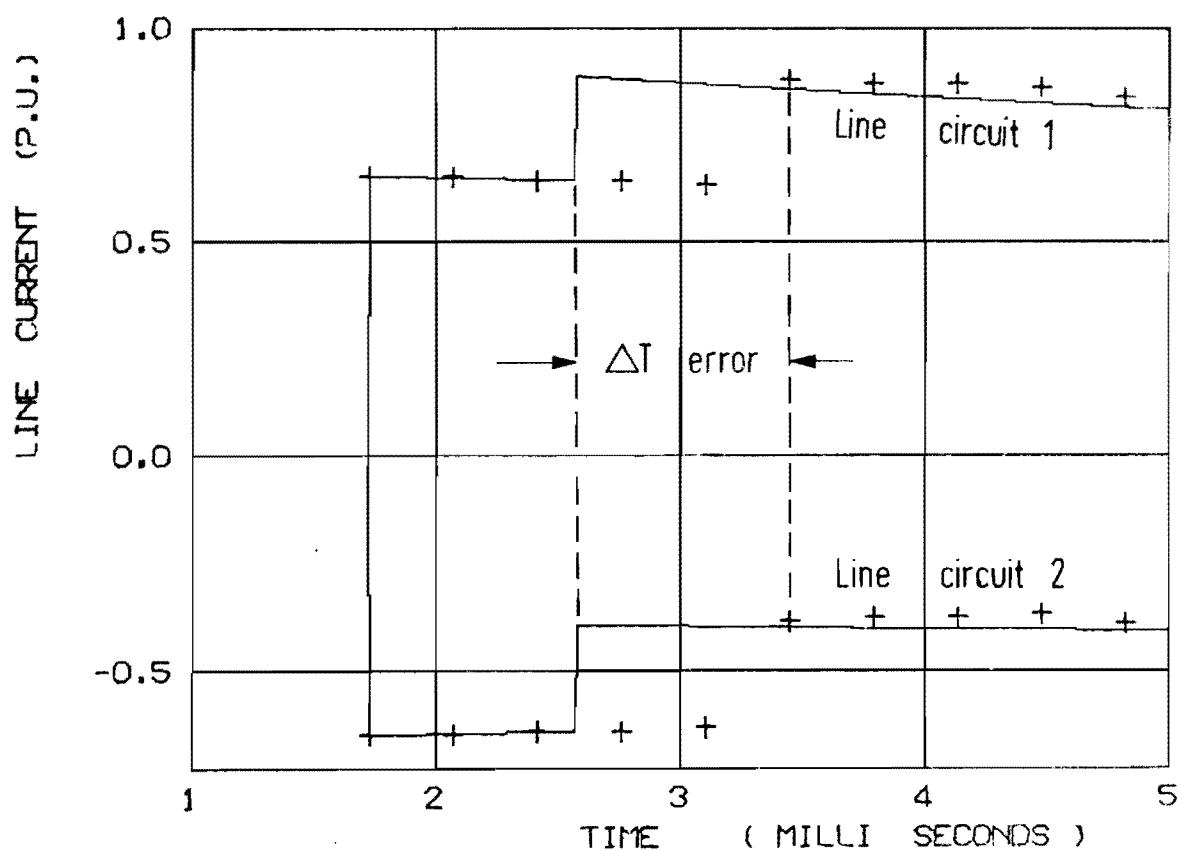 LINE CURRENT (P.U.)
1.0
0.5
0.0
-0.5
Line circuit 1
△T error
Line circuit 2
1 2 3 4 5
TIME ( MILLI SECONDS )